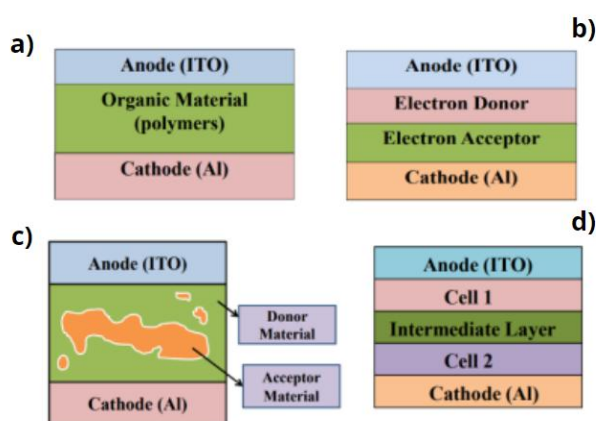 a)
Anode (ITO)
Organic Material
(polymers)
Cathode (Al)
b)
Anode (ITO)
Electron Donor
Electron Acceptor
Cathode (Al)
c)
Anode (ITO)
Donor
Material
Acceptor
Material
Cathode (Al)
d)
Anode (ITO)
Cell 1
Intermediate Layer
Cell 2
Cathode (Al)